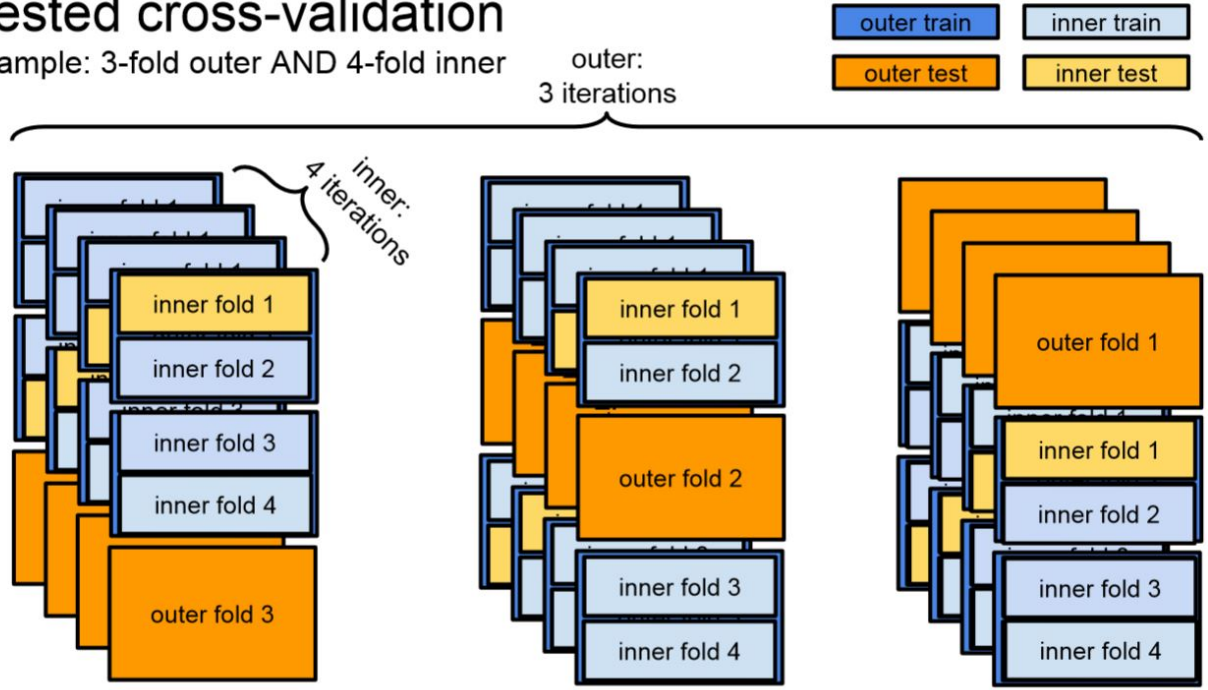 ested cross-validation
ample: 3-fold outer AND 4-fold inner
outer:
3 iterations
outer train
inner train
outer test
inner test
inner:
4 iterations
inner fold 1
inner fold 2
inner fold 3
inner fold 4
outer fold 3
inner fold 1
inner fold 2
outer fold 2
inner fold 3
inner fold 4
outer fold 1
inner fold 1
inner fold 2
inner fold 3
inner fold 4